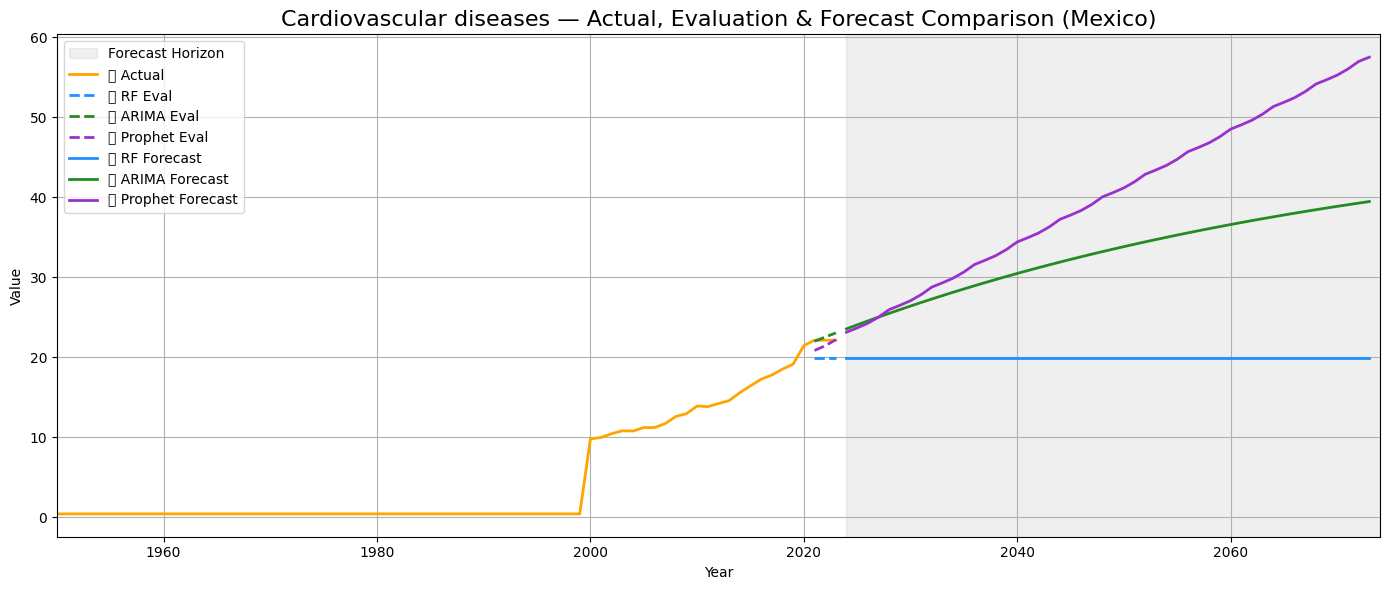 Cardiovascular diseases — Actual, Evaluation & Forecast Comparison (Mexico)
Forecast Horizon
Actual
RF Eval
ARIMA Eval
Prophet Eval
RF Forecast
ARIMA Forecast
Prophet Forecast
Value
60
50
40
30
20
10
0
1960
1980
2000
2020
2040
2060
Year